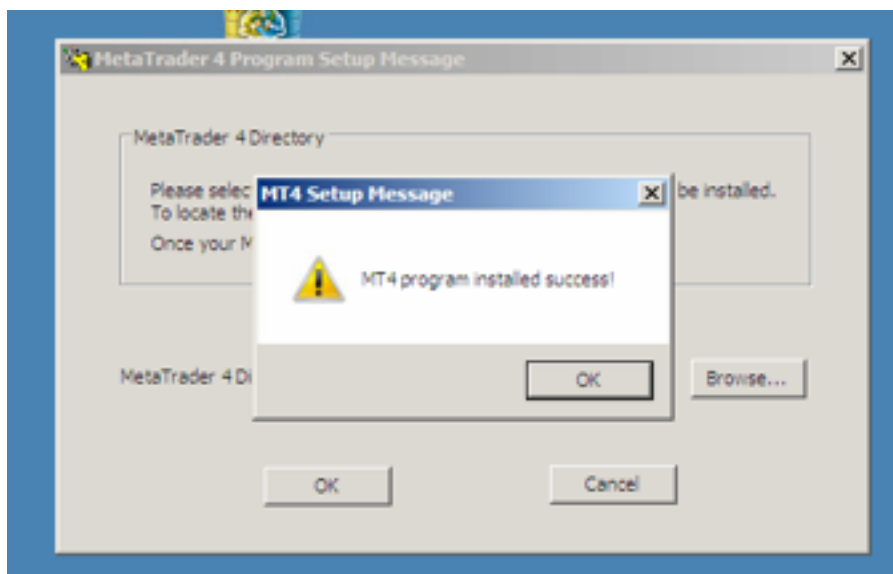 MetaTrader 4 Program Setup Message
MetaTrader 4 Directory
Please selec
be installed.
To locate the
Once your M
MT4 Setup Message
MT4 program installed success!
OK
MetaTrader 4 Di
Browse...
OK
Cancel